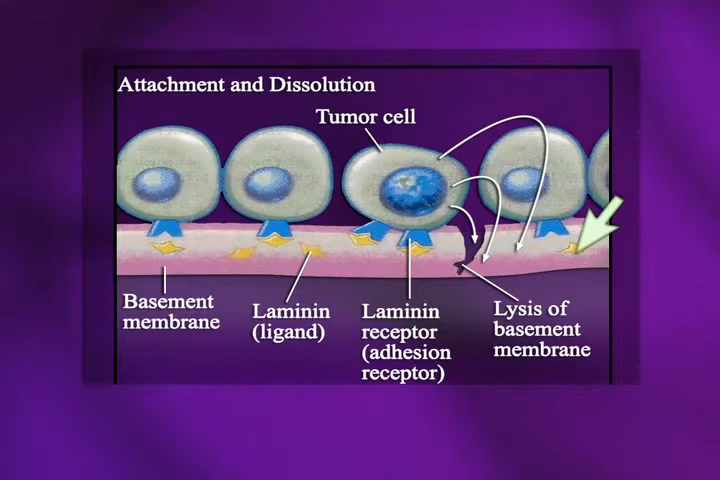 Attachment and Dissolution
Tumor cell
Basement
membrane
Laminin
(ligand)
Laminin
receptor
(adhesion
receptor)
Lysis of
basement
membrane